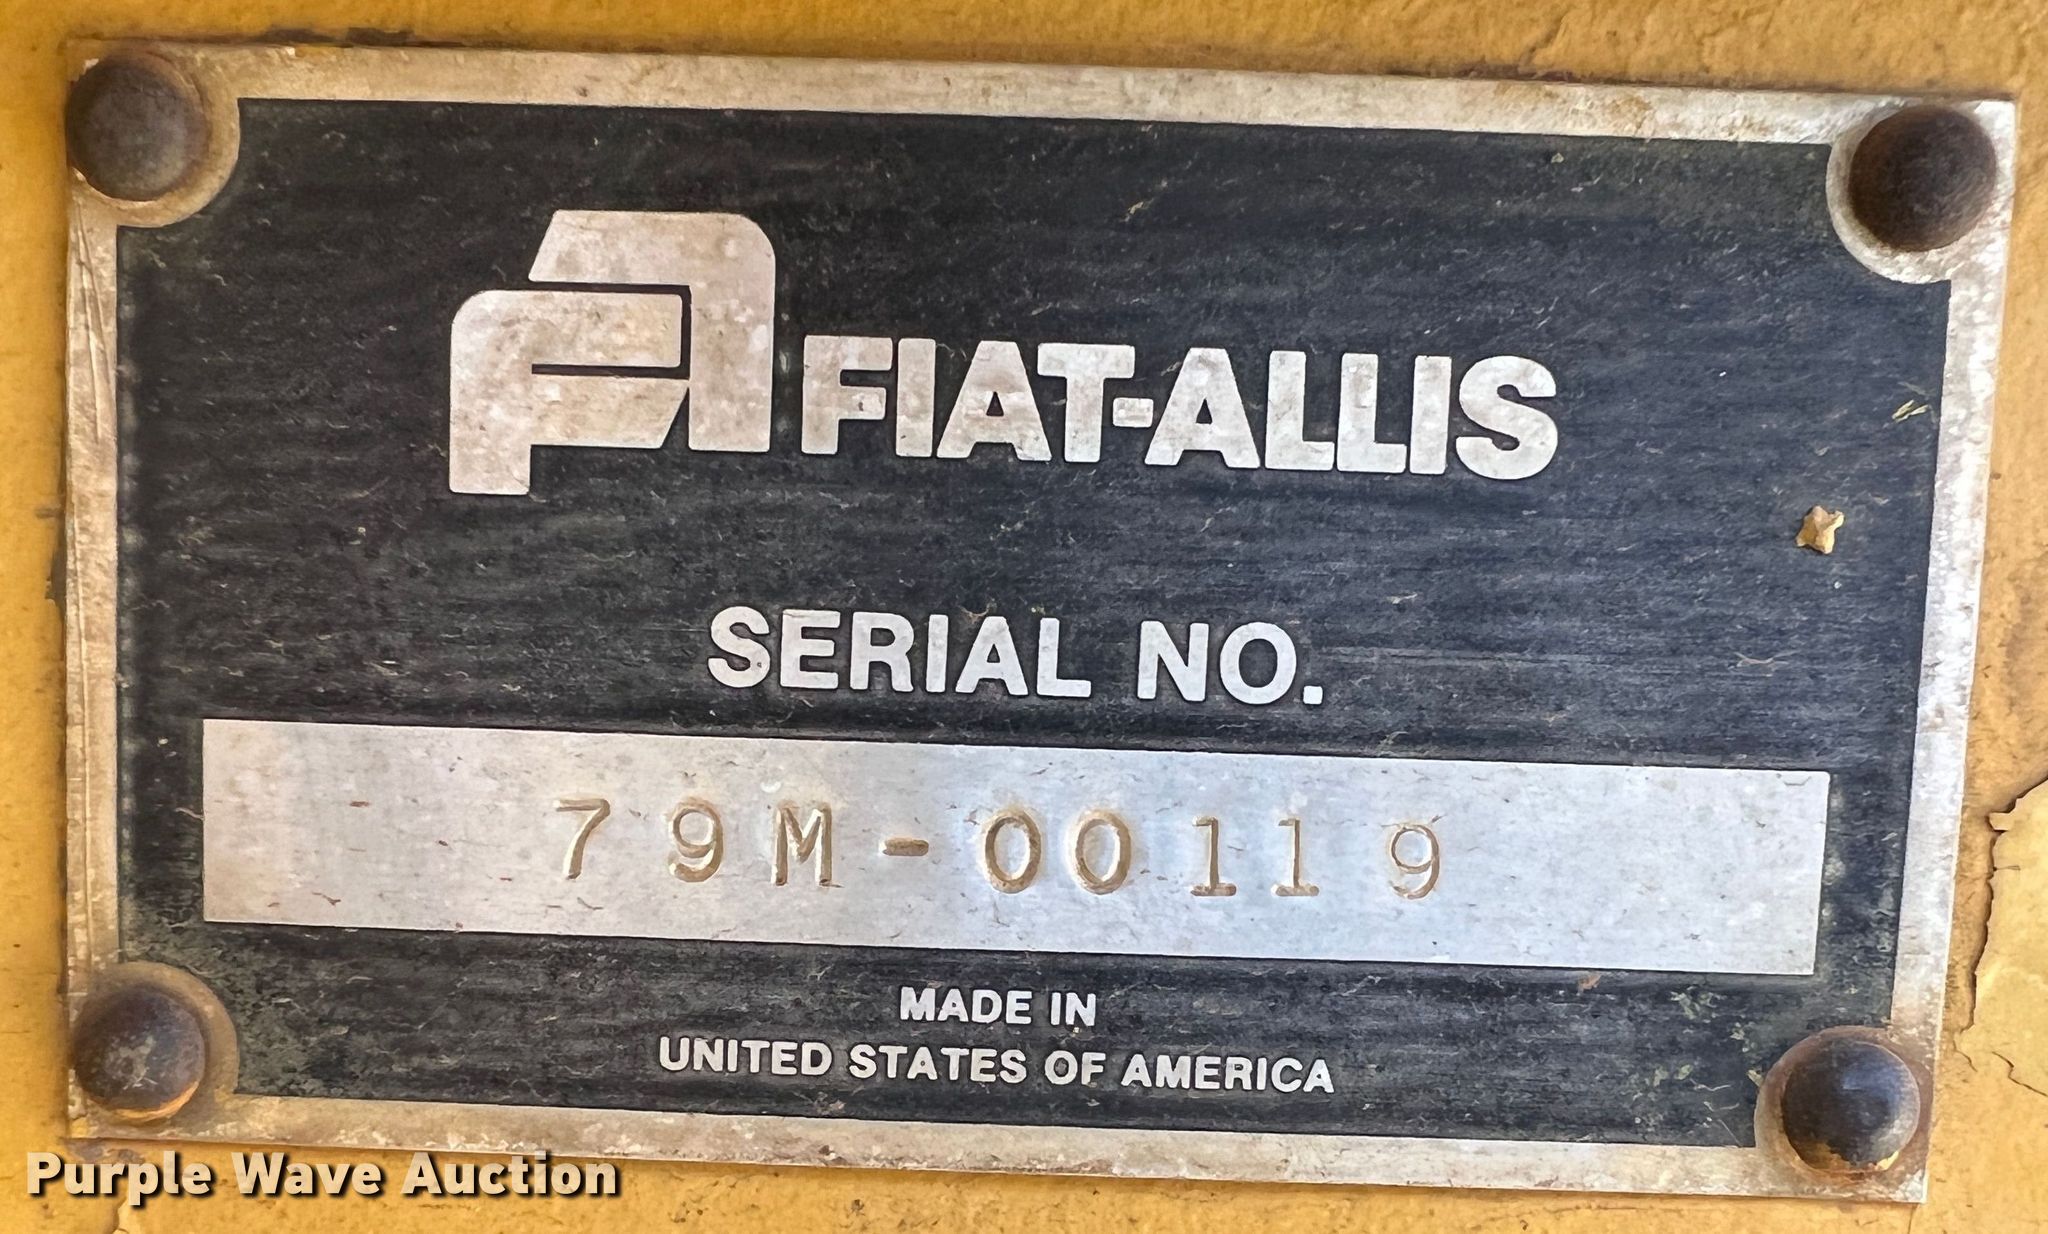 FIAT-ALLIS
SERIAL NO.
79M-00119
MADE IN
UNITED STATES OF AMERICA
Purple Wave Auction